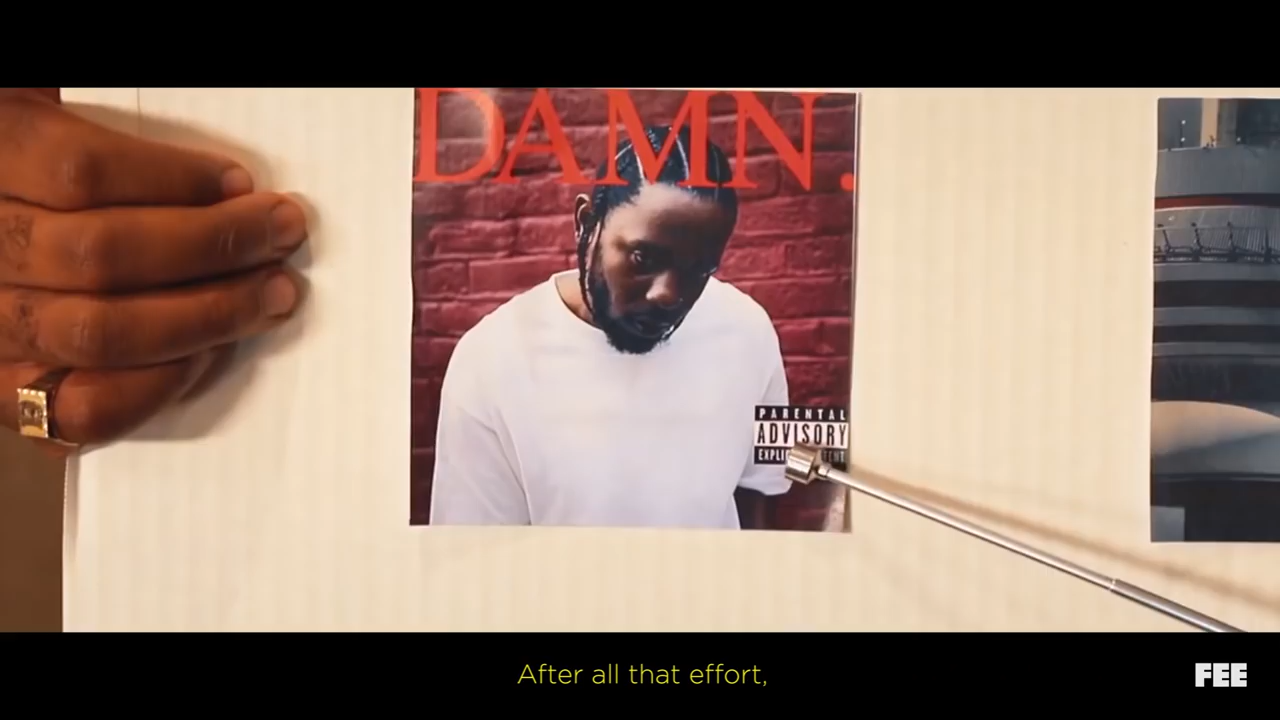 DAMN.
PARENTAL
ADVISORY
After all that effort,
FEE